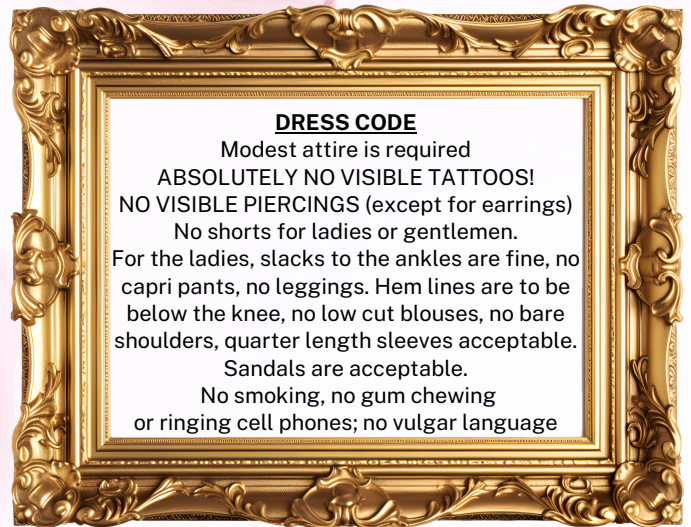 DRESS CODE
Modest attire is required
ABSOLUTELY NO VISIBLE TATTOOS!
NO VISIBLE PIERCINGS (except for earrings)
No shorts for ladies or gentlemen.
For the ladies, slacks to the ankles are fine, no
capri pants, no leggings. Hem lines are to be
below the knee, no low cut blouses, no bare
shoulders, quarter length sleeves acceptable.
Sandals are acceptable.
No smoking, no gum chewing
or ringing cell phones; no vulgar language